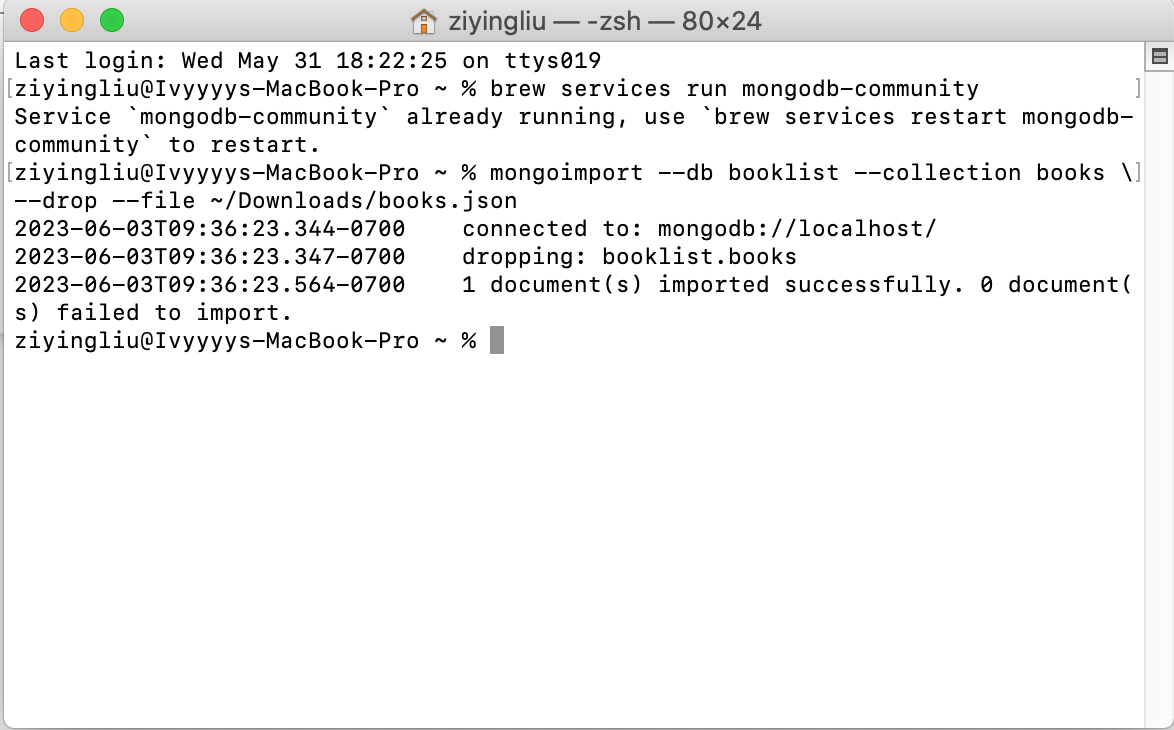 ziyingliu — -zsh — 80×24
Last login: Wed May 31 18:22:25 on ttys019
[ziyingliu@Ivyyyys-MacBook-Pro ~ % brew services run mongodb-community ]
Service `mongodb-community` already running, use `brew services restart mongodb-
community` to restart.
[ziyingliu@Ivyyyys-MacBook-Pro ~ % mongoimport --db booklist --collection books \]
--drop --file ~/Downloads/books.json
2023-06-03T09:36:23.344-0700    connected to: mongodb://localhost/
2023-06-03T09:36:23.347-0700    dropping: booklist.books
2023-06-03T09:36:23.564-0700    1 document(s) imported successfully. 0 document(
s) failed to import.
ziyingliu@Ivyyyys-MacBook-Pro ~ %